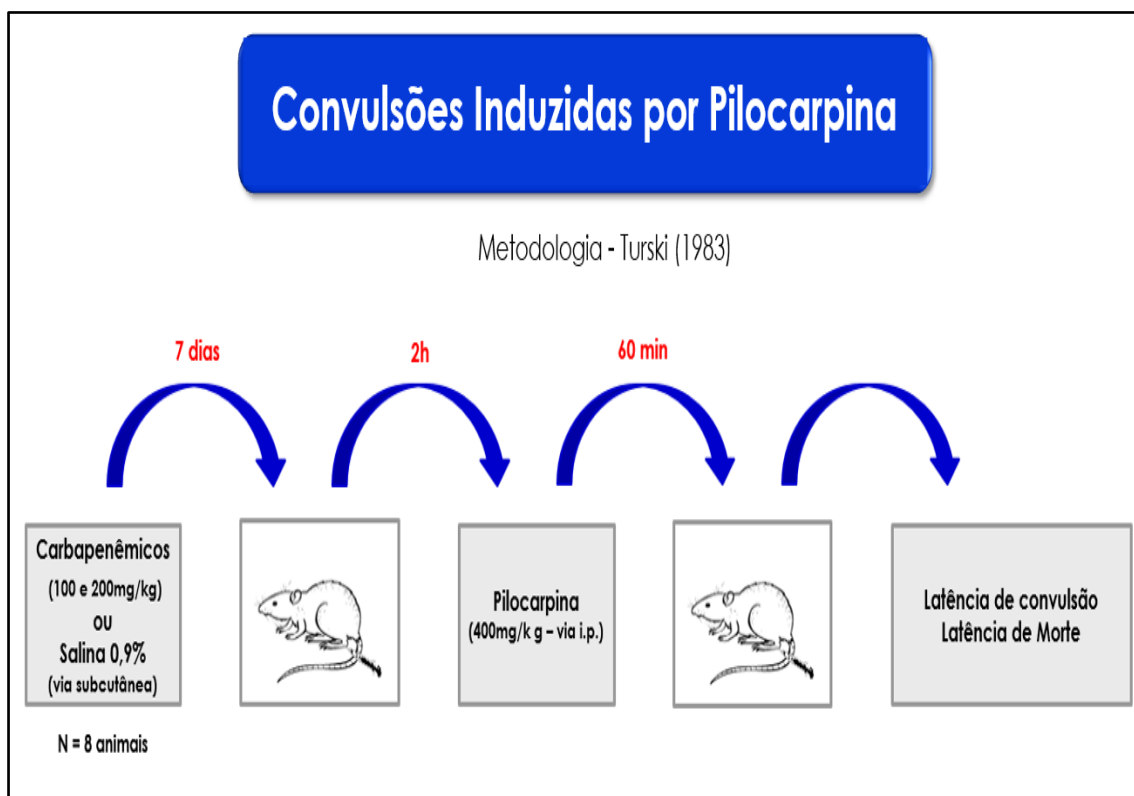 Convulsões Induzidas por Pilocarpina
Metodologia - Turski (1983)
7 dias
2h
60 min
Carbapenêmicos
(100 e 200mg/kg)
ou
Salina 0,9%
(via subcutânea)
Pilocarpina
(400mg/k g – via i.p.)
Latência de convulsão
Latência de Morte
N = 8 animais